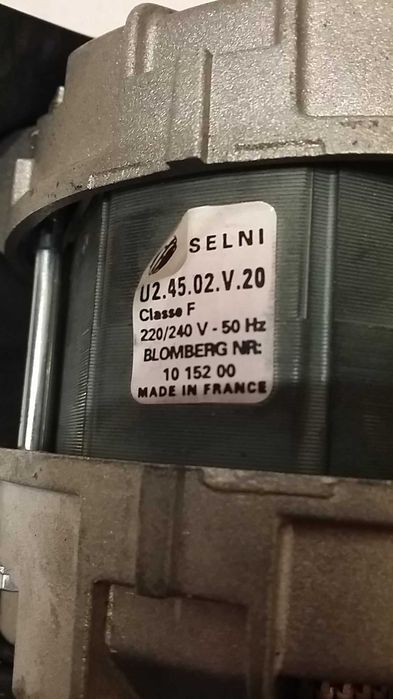 SELNI
U2.45.02.V.20
Classe F
220/240 V - 50 Hz
BLOMBERG NR:
10 152 00
MADE IN FRANCE